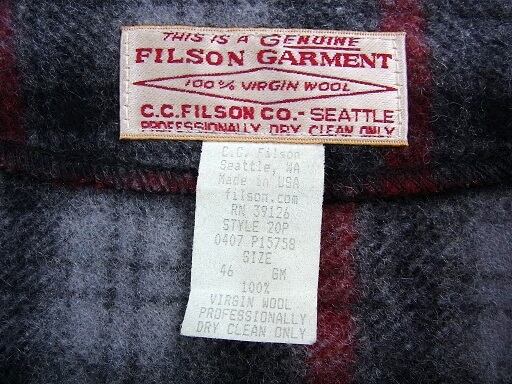 THIS IS A GENUINE
FILSON GARMENT
100% VIRGIN WOOL
C.C. FILSON CO.- SEATTLE
PROFESSIONALLY DRY CLEAN ONLY
C.C. Filson
Seattle, WA
Made in USA
filson.com
RN 39126
STYLE 20P
0407 P15758
SIZE
46 GM
100%
VIRGIN WOOL
PROFESSIONALLY
DRY CLEAN ONLY